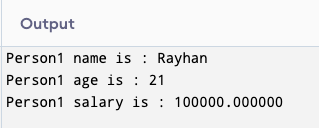 Output
Person1 name is : Rayhan
Person1 age is : 21
Person1 salary is : 100000.000000